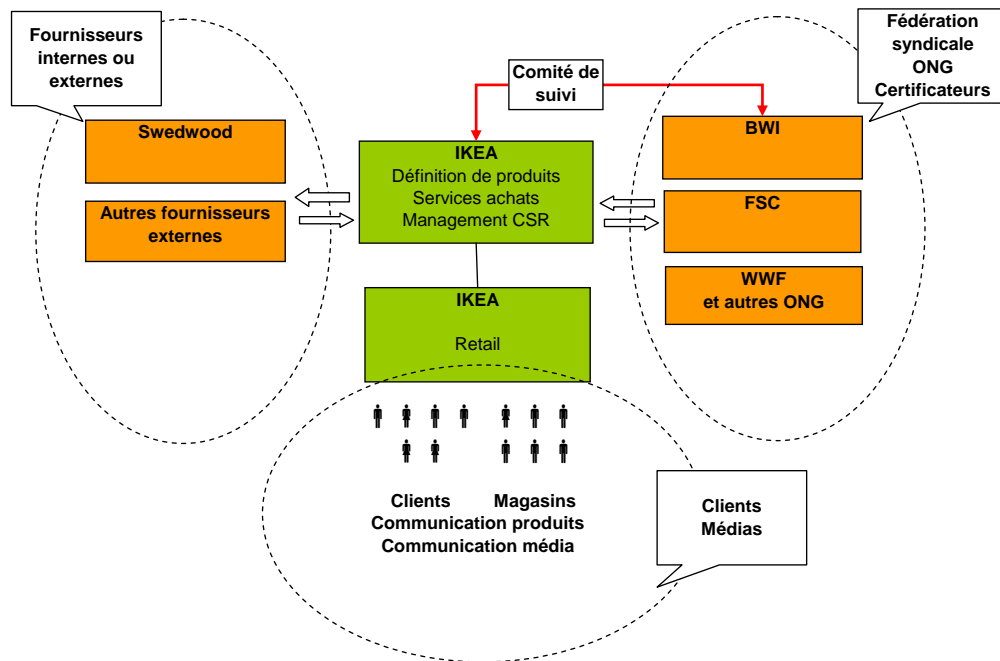 Fournisseurs
internes ou
externes
Comité de
suivi
Fédération
syndicale
ONG
Certificateurs
Swedwood
Autres fournisseurs
externes
IKEA
Définition de produits
Services achats
Management CSR
BWI
FSC
WWF
et autres ONG
IKEA
Retail
Clients Magasins
Communication produits
Communication média
Clients
Médias